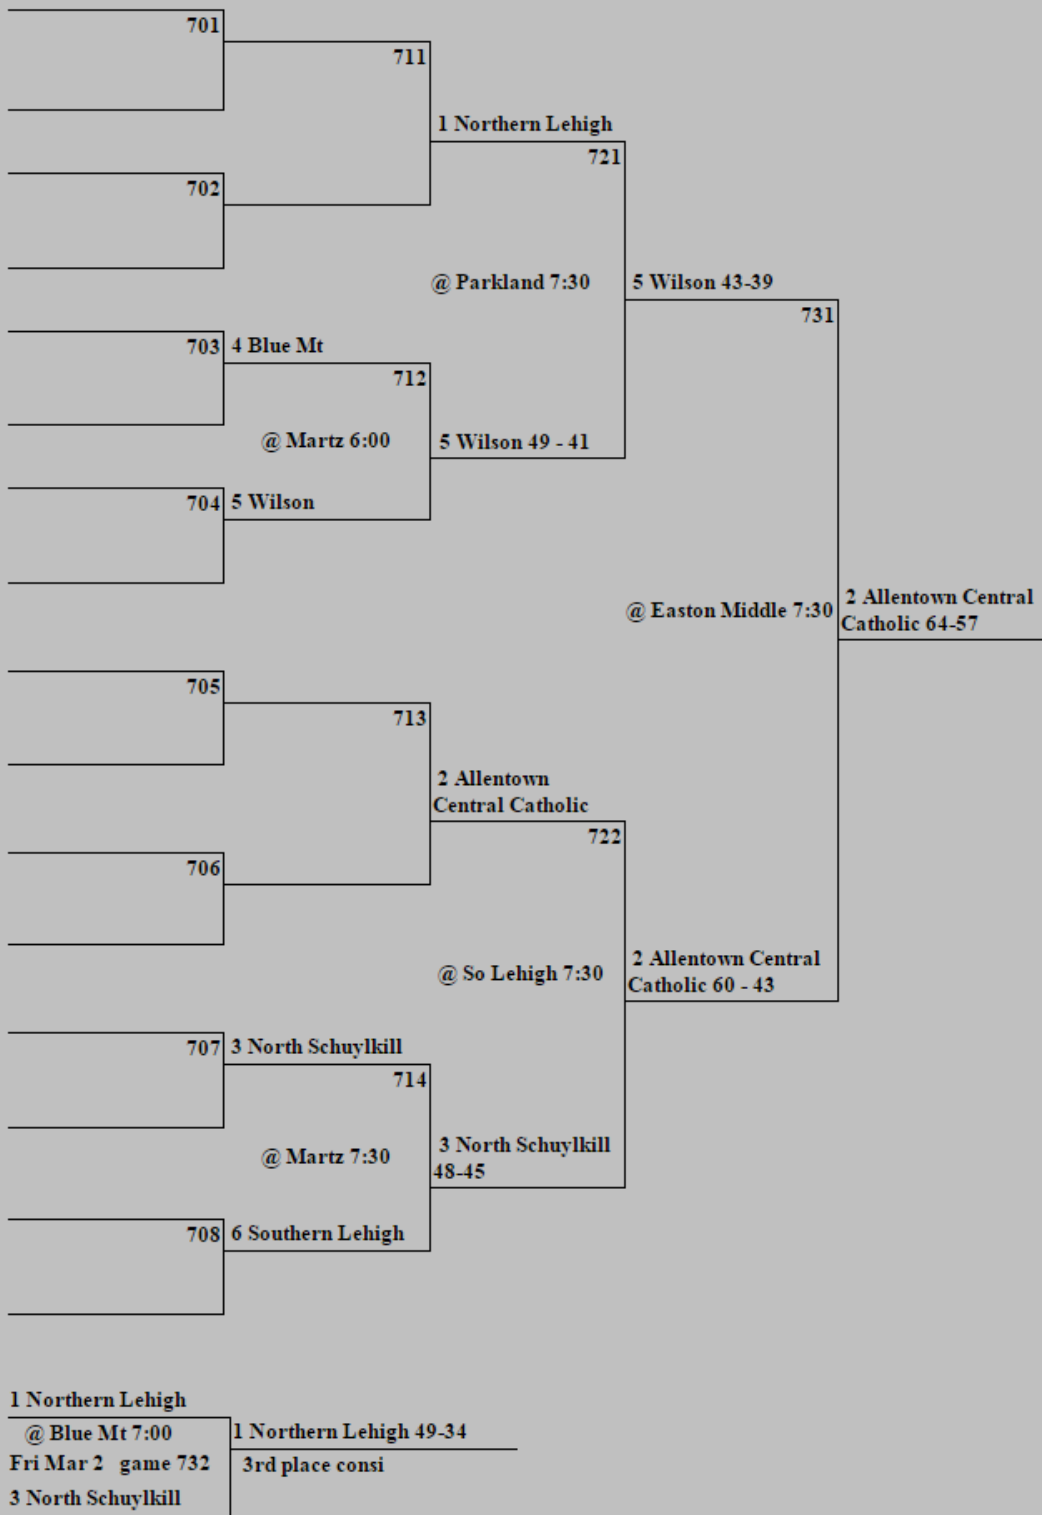 701
711
1 Northern Lehigh
721
702
@ Parkland 7:30
5 Wilson 43-39
731
703
4 Blue Mt
712
@ Martz 6:00
5 Wilson 49 - 41
704
5 Wilson
@ Easton Middle 7:30
2 Allentown Central
Catholic 64-57
705
713
2 Allentown
Central Catholic
722
706
@ So Lehigh 7:30
2 Allentown Central
Catholic 60 - 43
707
3 North Schuylkill
714
@ Martz 7:30
3 North Schuylkill
48-45
708
6 Southern Lehigh
1 Northern Lehigh
@ Blue Mt 7:00
1 Northern Lehigh 49-34
Fri Mar 2 game 732
3rd place consi
3 North Schuylkill